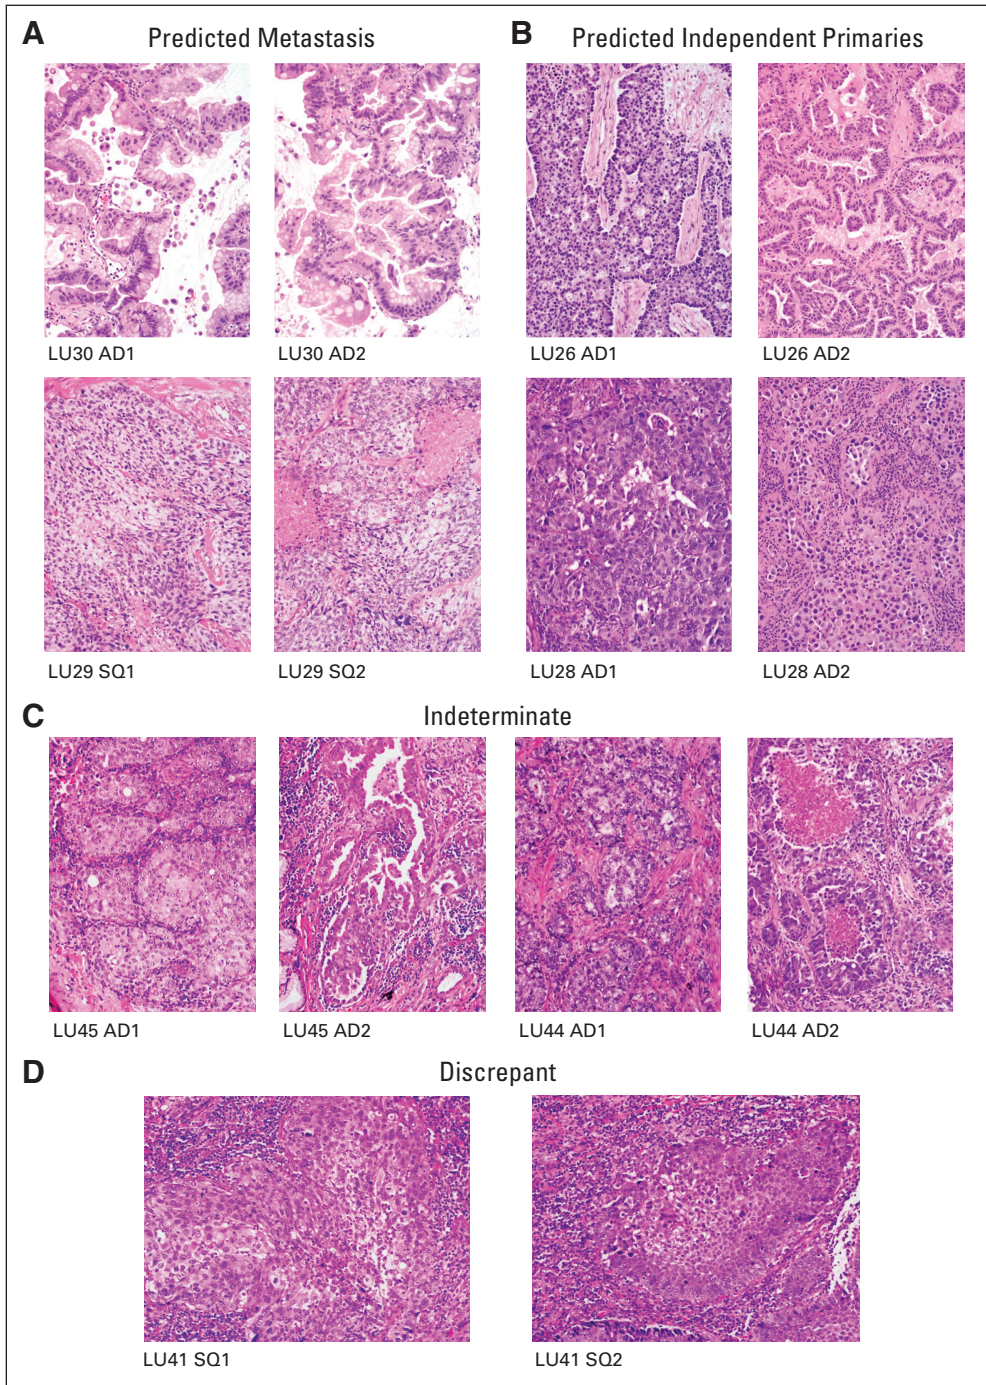 A Predicted Metastasis
B Predicted Independent Primaries
LU30 AD1
LU30 AD2
LU26 AD1
LU26 AD2
LU29 SQ1
LU29 SQ2
LU28 AD1
LU28 AD2
C Indeterminate
LU45 AD1
LU45 AD2
LU44 AD1
LU44 AD2
D Discrepant
LU41 SQ1
LU41 SQ2